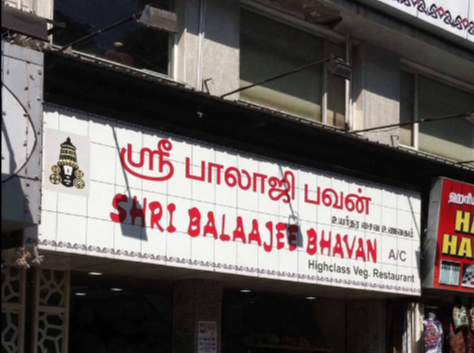 ஸ்ரீ பாலாஜி பவன்
உயர்தர சைவ உணவகம்
SHRI BALAAJEE BHAVAN A/C
Highclass Veg. Restaurant